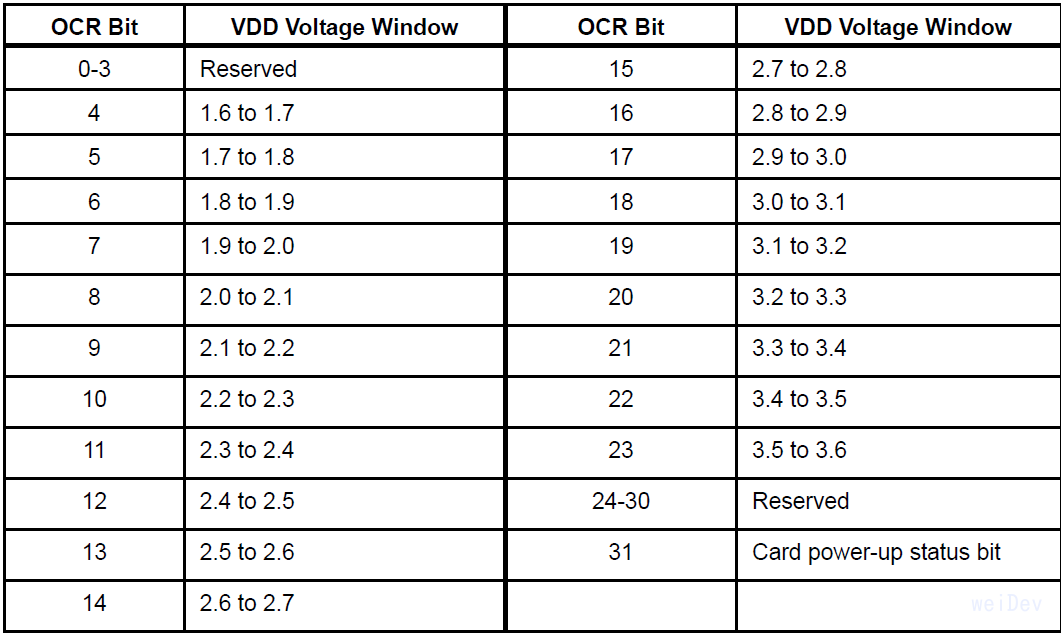 OCR Bit VDD Voltage Window OCR Bit VDD Voltage Window
0-3 Reserved 15 2.7 to 2.8
4 1.6 to 1.7 16 2.8 to 2.9
5 1.7 to 1.8 17 2.9 to 3.0
6 1.8 to 1.9 18 3.0 to 3.1
7 1.9 to 2.0 19 3.1 to 3.2
8 2.0 to 2.1 20 3.2 to 3.3
9 2.1 to 2.2 21 3.3 to 3.4
10 2.2 to 2.3 22 3.4 to 3.5
11 2.3 to 2.4 23 3.5 to 3.6
12 2.4 to 2.5 24-30 Reserved
13 2.5 to 2.6 31 Card power-up status bit
14 2.6 to 2.7
weiDev